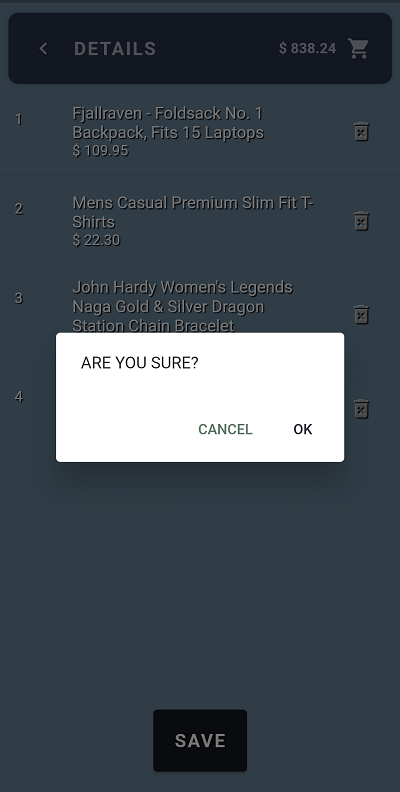 DETAILS
$ 838.24
1
Fjallraven - Foldsack No. 1
Backpack, Fits 15 Laptops
$ 109.95
2
Mens Casual Premium Slim Fit T-
Shirts
$ 22.30
3
John Hardy Women's Legends
Naga Gold & Silver Dragon
Station Chain Bracelet
ARE YOU SURE?
4
CANCEL
OK
SAVE